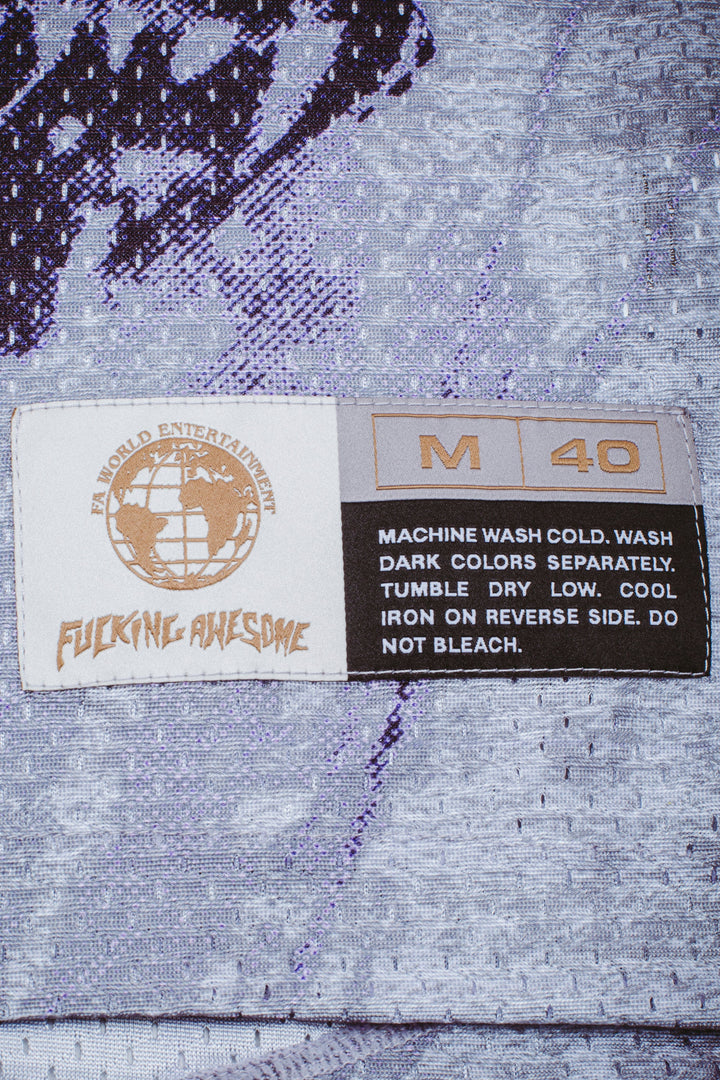 FA WORLD ENTERTAINMENT
FUCKING AWESOME
M 40
MACHINE WASH COLD. WASH
DARK COLORS SEPARATELY.
TUMBLE DRY LOW. COOL
IRON ON REVERSE SIDE. DO
NOT BLEACH.